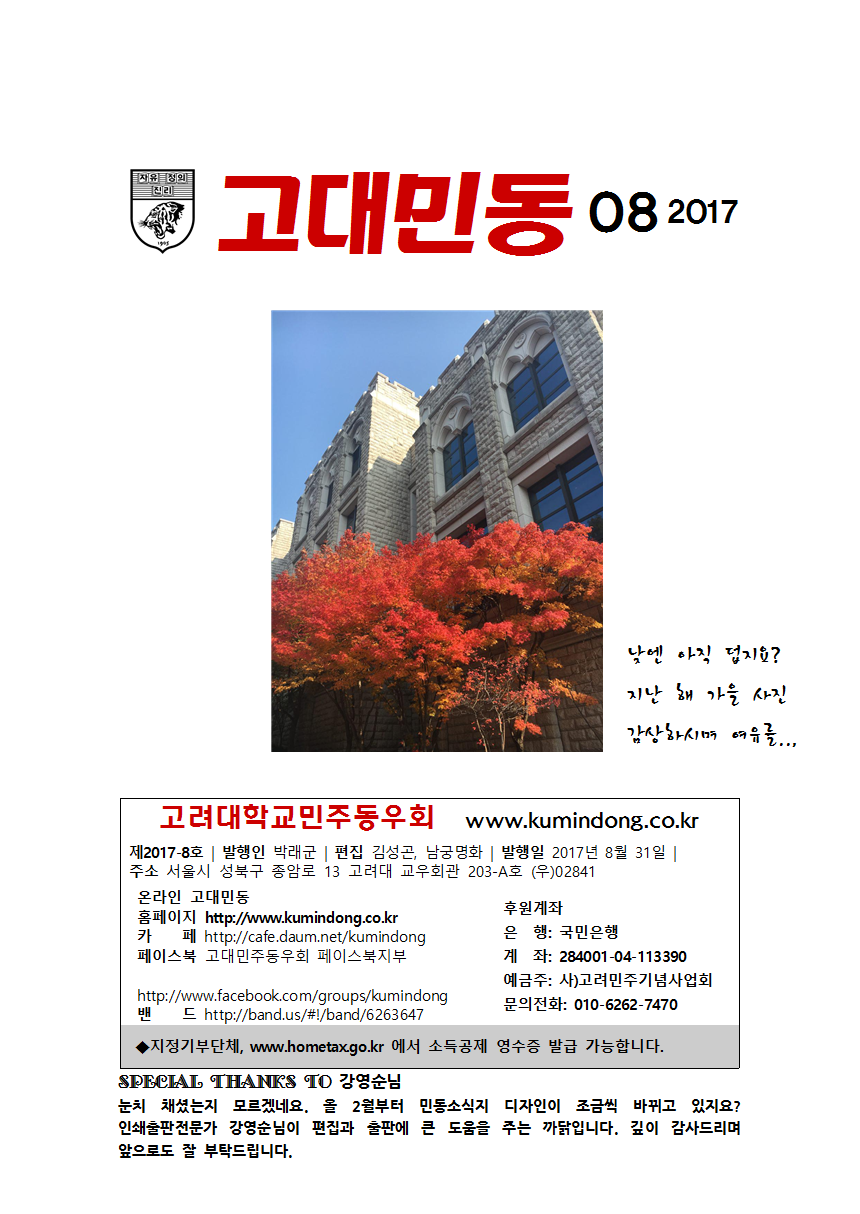 자유 정의
진리
1905
고대민동 08 2017
낮엔 아직 덥지요?
지난 해 가을 사진
감상하시며 여유를...
고려대학교민주동우회 www.kumindong.co.kr
제2017-8호 | 발행인 박래군 | 편집 김성곤, 남궁명화 | 발행일 2017년 8월 31일 |
주소 서울시 성북구 종암로 13 고려대 교우회관 203-A호 (우)02841
온라인 고대민동
홈페이지 http://www.kumindong.co.kr
카 페 http://cafe.daum.net/kumindong
페이스북 고대민주동우회 페이스북지부
http://www.facebook.com/groups/kumindong
밴 드 http://band.us/#!/band/6263647
후원계좌
은 행: 국민은행
계 좌: 284001-04-113390
예금주: 사)고려민주기념사업회
문의전화: 010-6262-7470
◆지정기부단체, www.hometax.go.kr 에서 소득공제 영수증 발급 가능합니다.
SPECIAL THANKS TO 강영순님
눈치 채셨는지 모르겠네요. 올 2월부터 민동소식지 디자인이 조금씩 바뀌고 있지요?
인쇄출판전문가 강영순님이 편집과 출판에 큰 도움을 주는 까닭입니다. 깊이 감사드리며
앞으로도 잘 부탁드립니다.